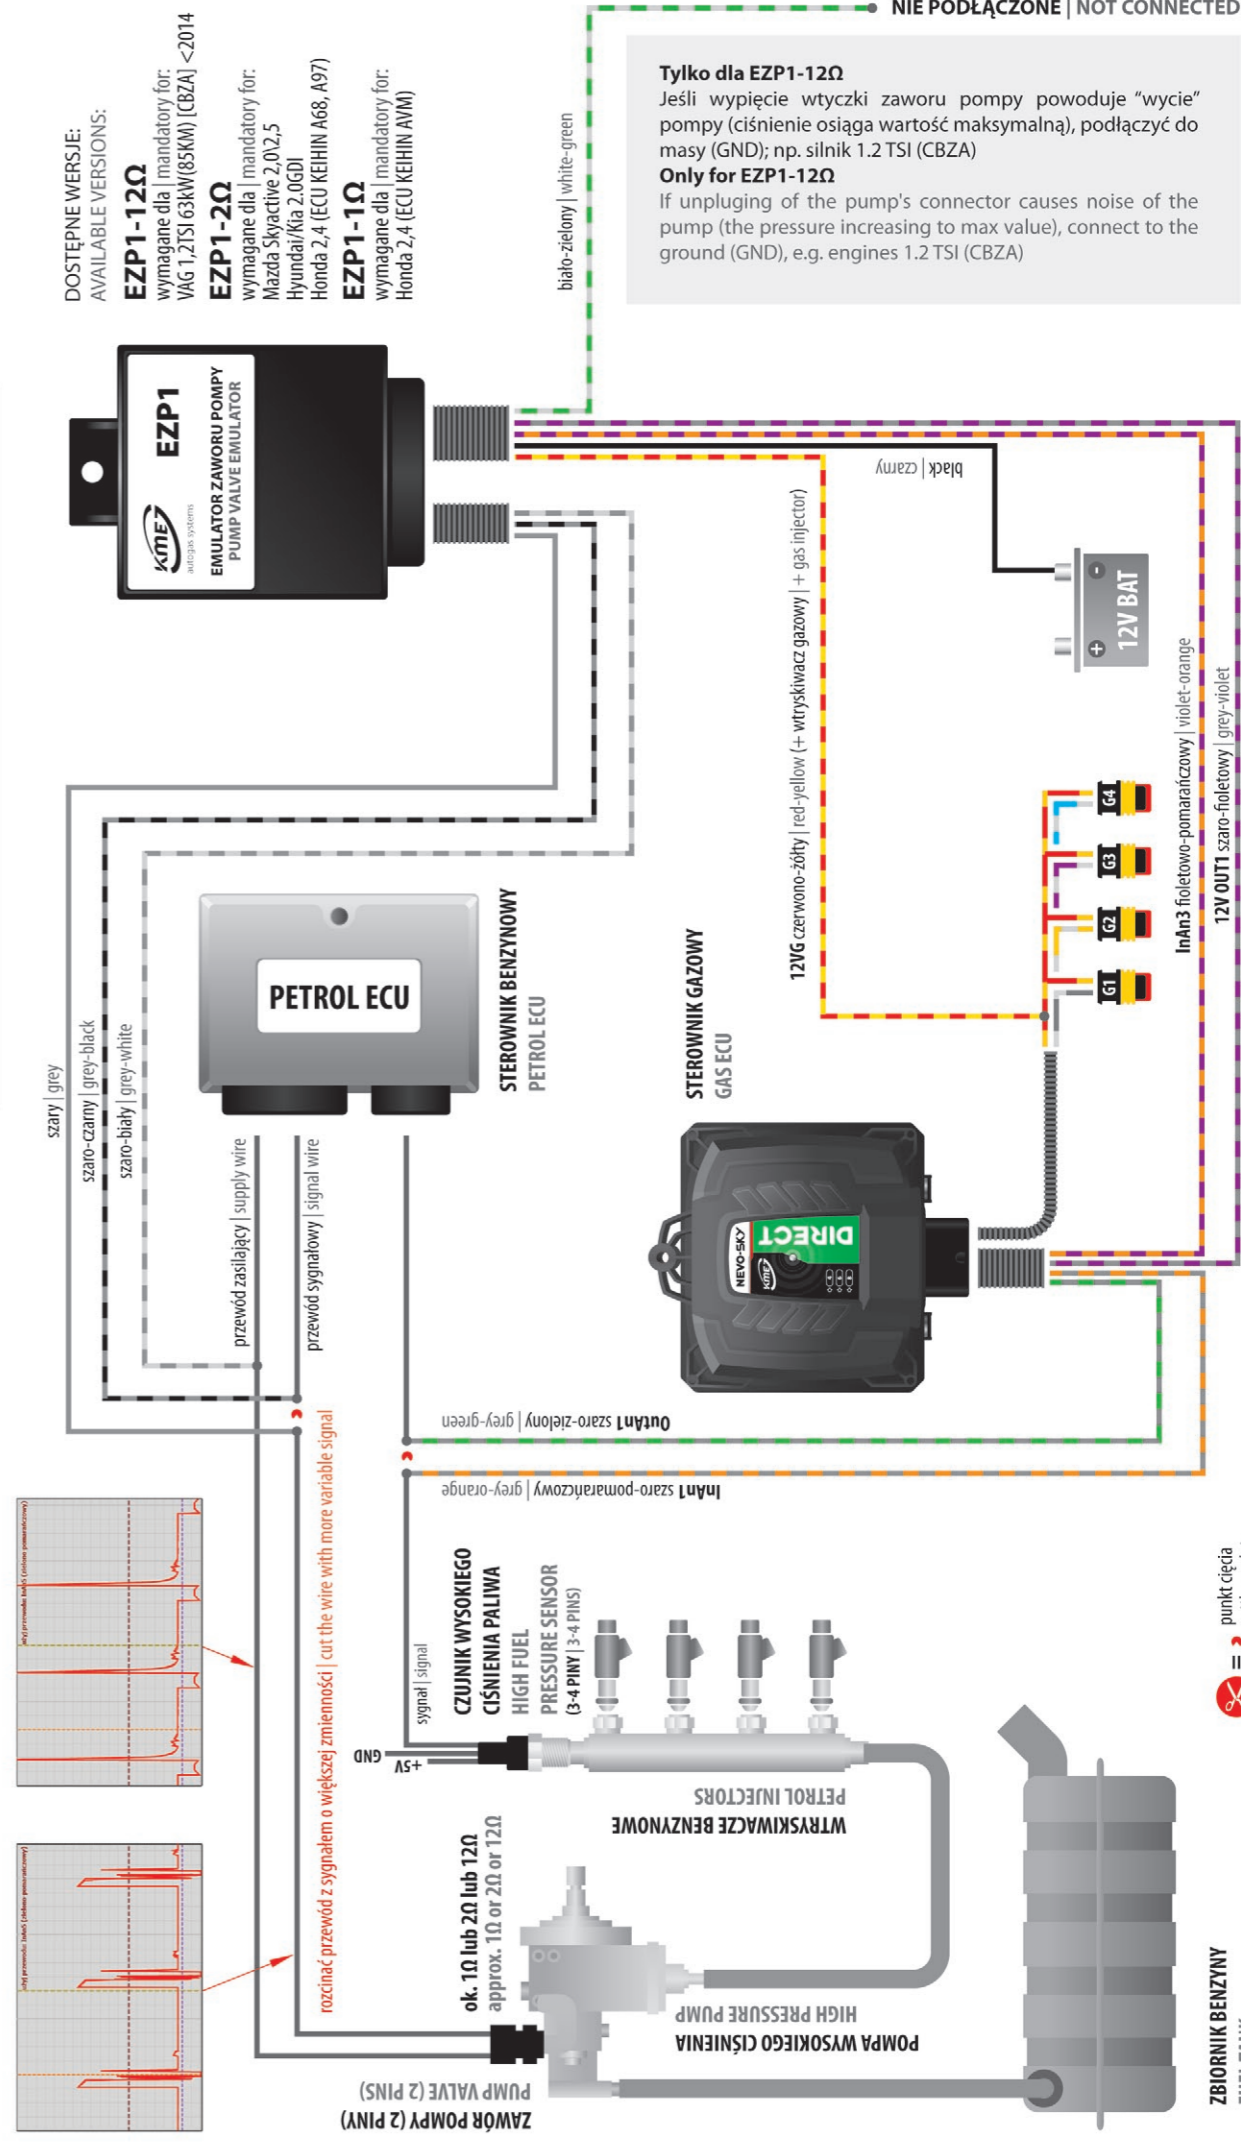 NIE PODŁĄCZONE | NOT CONNECTED
Tylko dla EZP1-12Ω
Jeśli wypięcie wtyczki zaworu pompy powoduje “wycie”
pompy (ciśnienie osiąga wartość maksymalną), podłączyć do
masy (GND); np. silnik 1.2 TSI (CBZA)
Only for EZP1-12Ω
If unpluging of the pump's connector causes noise of the
pump (the pressure increasing to max value), connect to the
ground (GND), e.g. engines 1.2 TSI (CBZA)
DOSTĘPNE WERSJE:
AVAILABLE VERSIONS:
EZP1-12Ω
wymagane dla | mandatory for:
VAG 1,2TSI 63kW(85KM) [CBZA] <2014
EZP1-2Ω
wymagane dla | mandatory for:
Mazda Skyactive 2,0\2,5
Hyundai/Kia 2.0GDI
Honda 2,4 (ECU KEIHIN A68, A97)
EZP1-1Ω
wymagane dla | mandatory for:
Honda 2,4 (ECU KEIHIN AVM)
biało-zielony | white-green
KME
autogas systems
EZP1
EMULATOR ZAWORU POMPY
PUMP VALVE EMULATOR
czarny | black
12V BAT
+
-
12VG czerwono-żółty | red-yellow (+ wtryskiwacz gazowy | + gas injector)
G1
G2
G3
G4
InAn3 fioletowo-pomarańczowy | violet-orange
12V OUT1 szaro-fioletowy | grey-violet
szary | grey
szaro-czarny | grey-black
szaro-biały | grey-white
PETROL ECU
STEROWNIK BENZYNOWY
PETROL ECU
przewód zasilający | supply wire
przewód sygnałowy | signal wire
STEROWNIK GAZOWY
GAS ECU
NEVO-SKY
DIRECT
KME
OutAn1 szaro-zielony | grey-green
InAn1 szaro-pomarańczowy | grey-orange
rozcinać przewód z sygnałem o większej zmienności | cut the wire with more variable signal
sygnał | signal
GND
+5V
CZUJNIK WYSOKIEGO
CIŚNIENIA PALIWA
HIGH FUEL
PRESSURE SENSOR
(3-4 PINY | 3-4 PINS)
WTRYSKIWACZE BENZYNOWE
PETROL INJECTORS
ok. 1Ω lub 2Ω lub 12Ω
approx. 1Ω or 2Ω or 12Ω
POMPA WYSOKIEGO CIŚNIENIA
HIGH PRESSURE PUMP
ZAWÓR POMPY (2 PINY)
PUMP VALVE (2 PINS)
ZBIORNIK BENZYNY
=
punkt cięcia